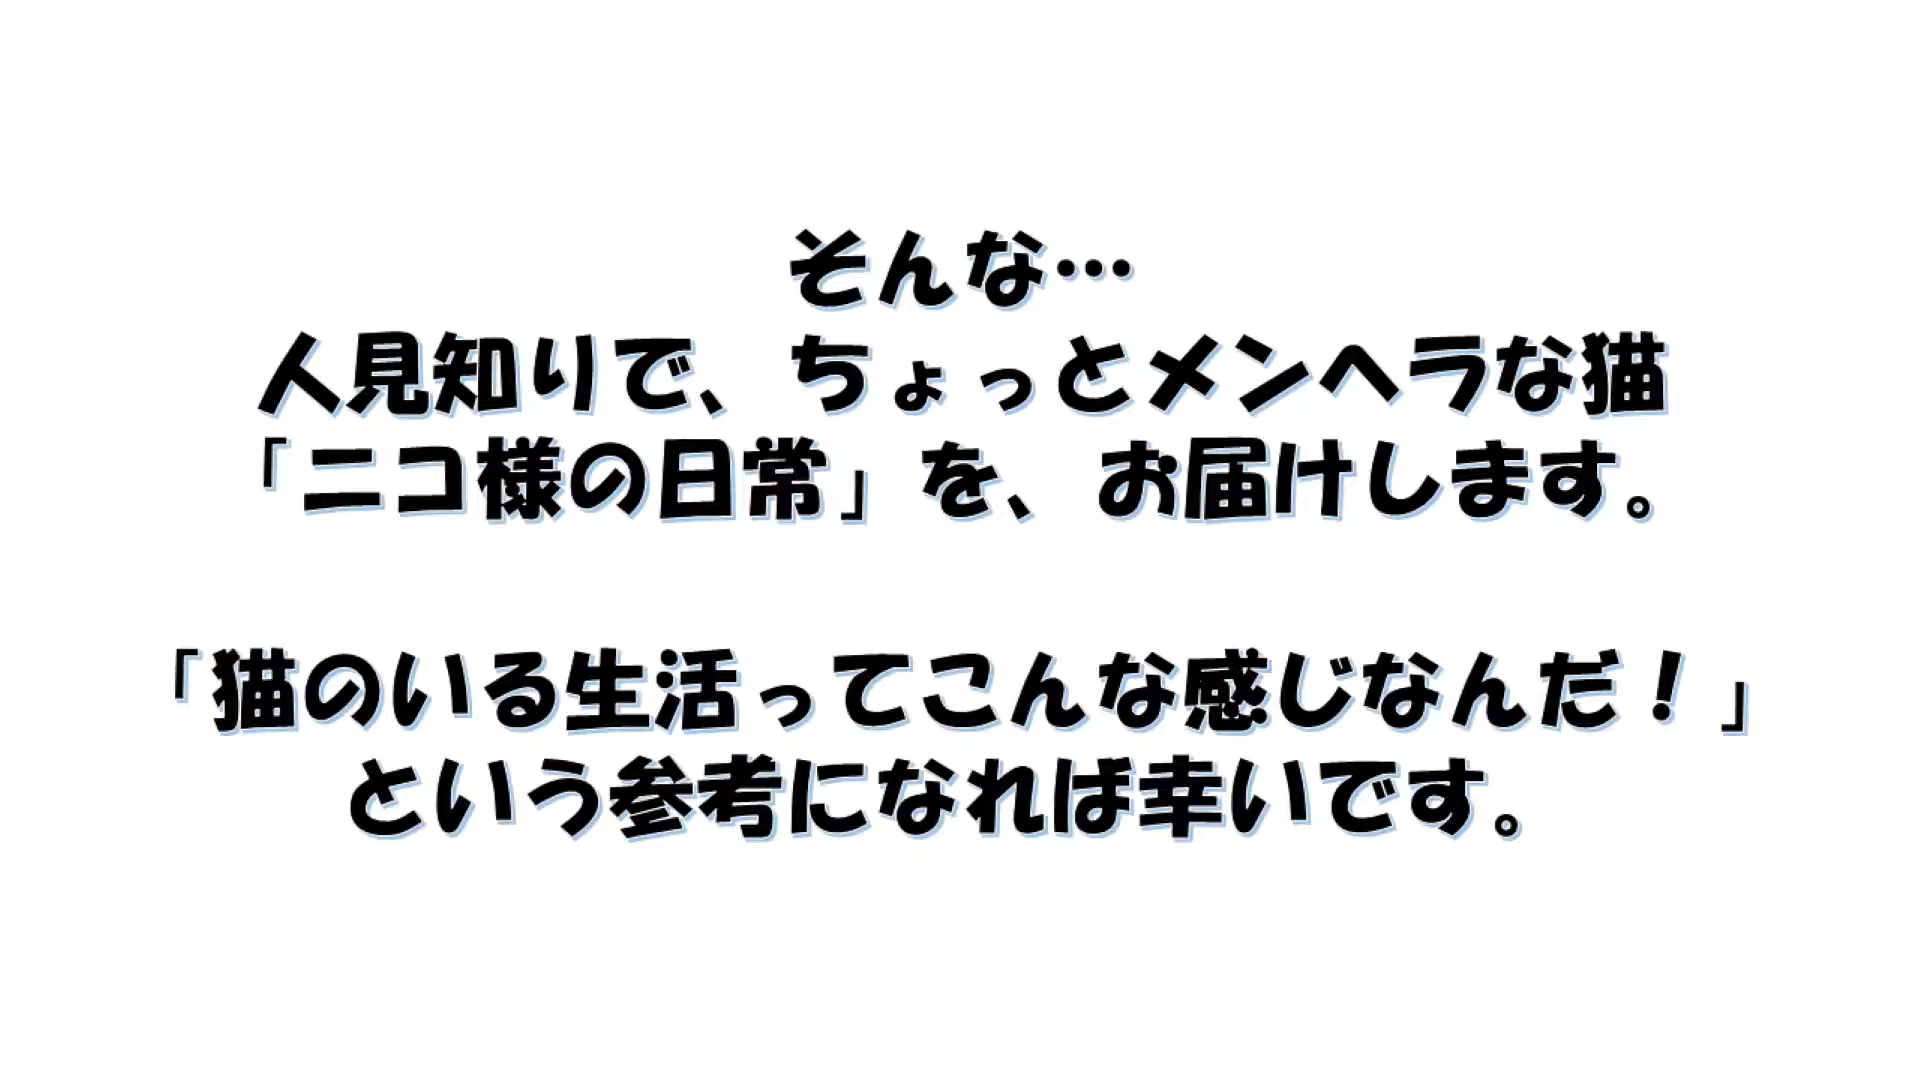 そんな…
人見知りで、ちょっとメンヘラな猫
「ニコ様の日常」を、お届けします。
「猫のいる生活ってこんな感じなんだ！」
という参考になれば幸いです。